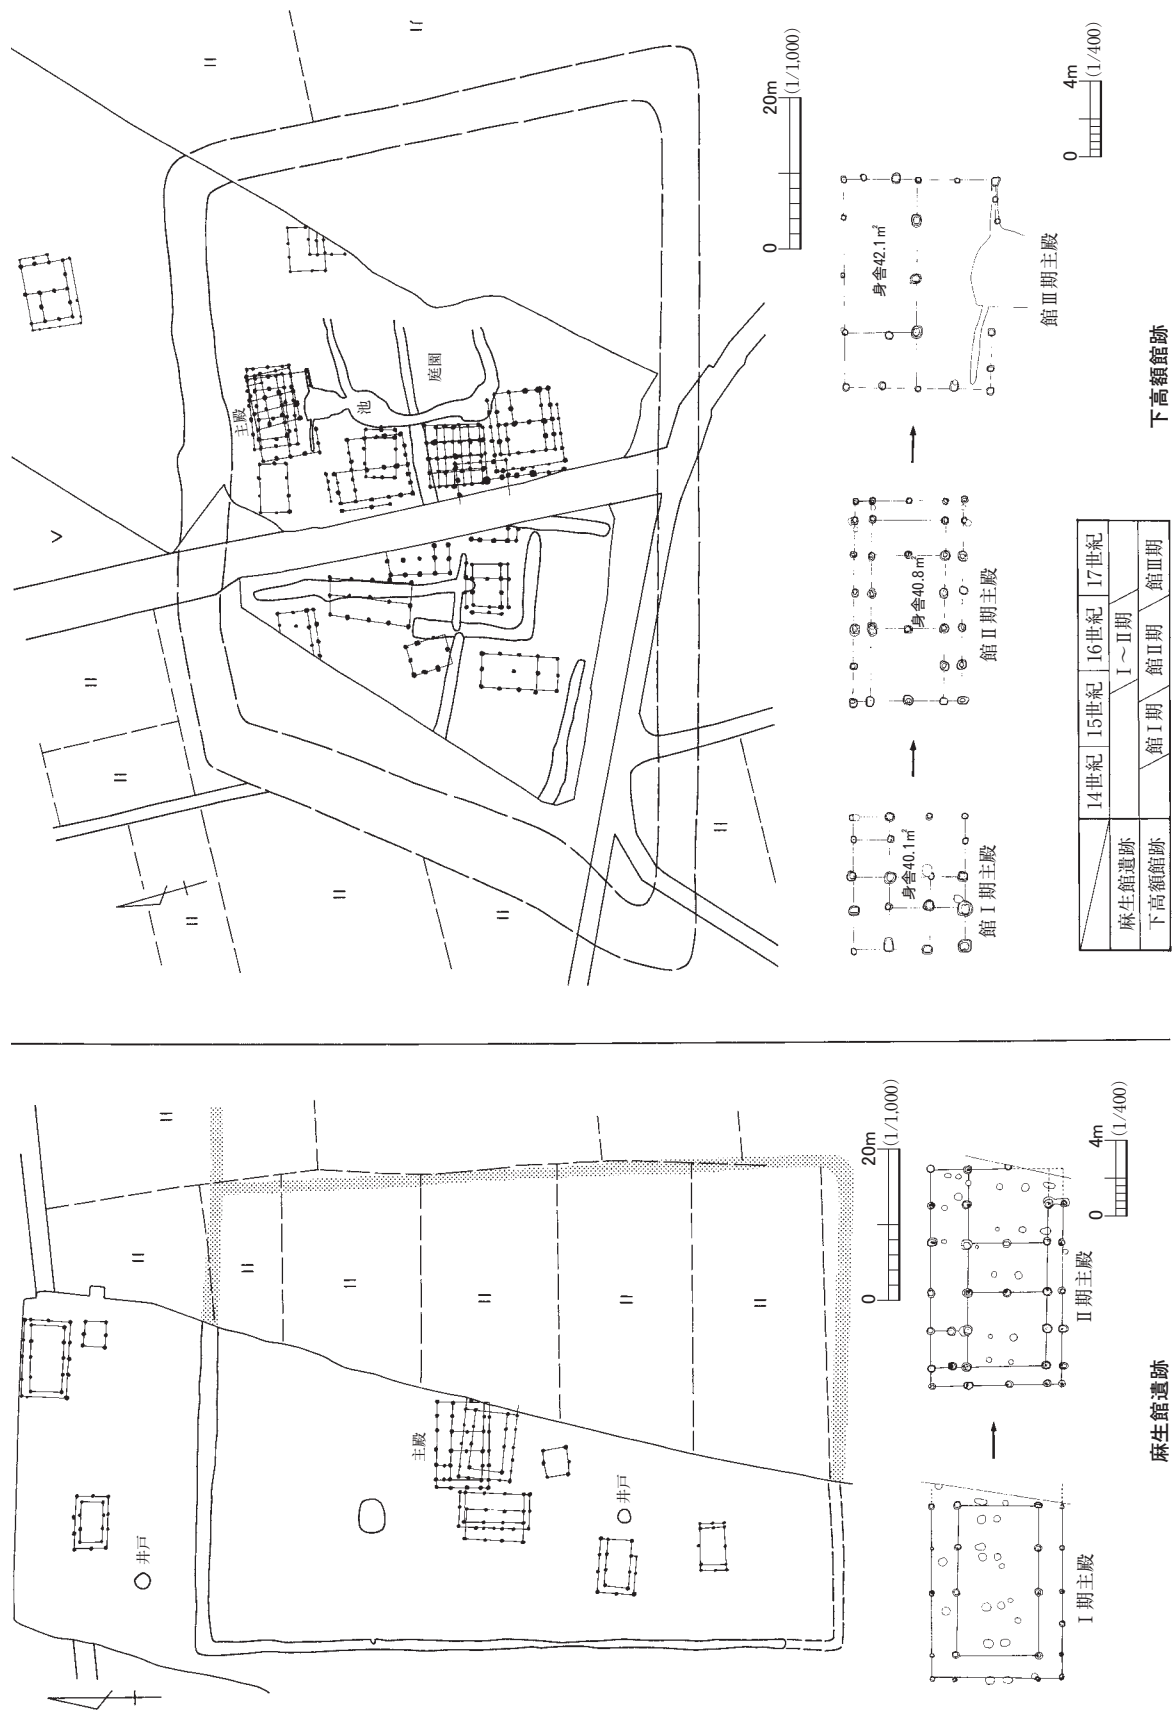 主殿
井戸
井戸
0 20m
(1/1,000)
Ⅰ期主殿
Ⅱ期主殿
0 4m
(1/400)
麻生館遺跡
主殿
池
庭園
0 20m
(1/1,000)
身舎40.1㎡
館Ⅰ期主殿
身舎40.8㎡
館Ⅱ期主殿
身舎42.1㎡
館Ⅲ期主殿
0 4m
(1/400)
14世紀 15世紀 16世紀 17世紀
麻生館遺跡 Ⅰ～Ⅱ期
下高額館跡 館Ⅰ期 館Ⅱ期 館Ⅲ期
下高額館跡